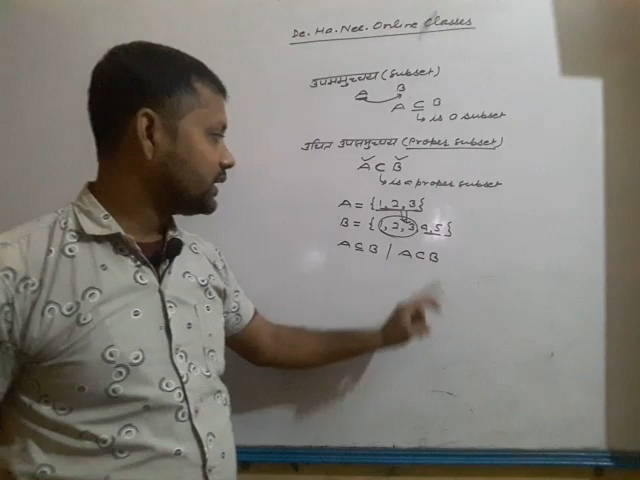 De. Ha. Nee. Online Classes
उपसमुच्चय (Subset)
A B
A ⊆ B
↳ is a subset
उचित उपसमुच्चय (Proper subset)
A ⊂ B
↳ is a proper subset
A = {1, 2, 3}
B = {1, 2, 3, 4, 5}
A ⊆ B / A ⊂ B